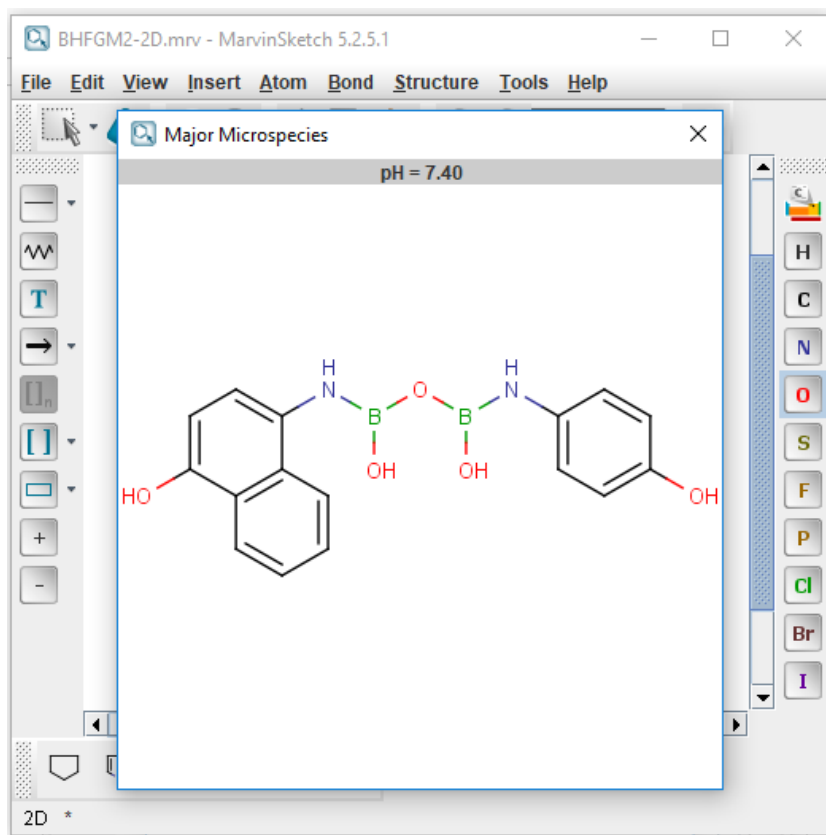 BHFGM2-2D.mrv - MarvinSketch 5.2.5.1
File Edit View Insert Atom Bond Structure Tools Help
Major Microspecies
pH = 7.40
H
C
T
N
[ ]n
O
[ ]
S
F
+
P
-
Cl
Br
I
H H
N O N
B B
OH OH
HO OH
2D *